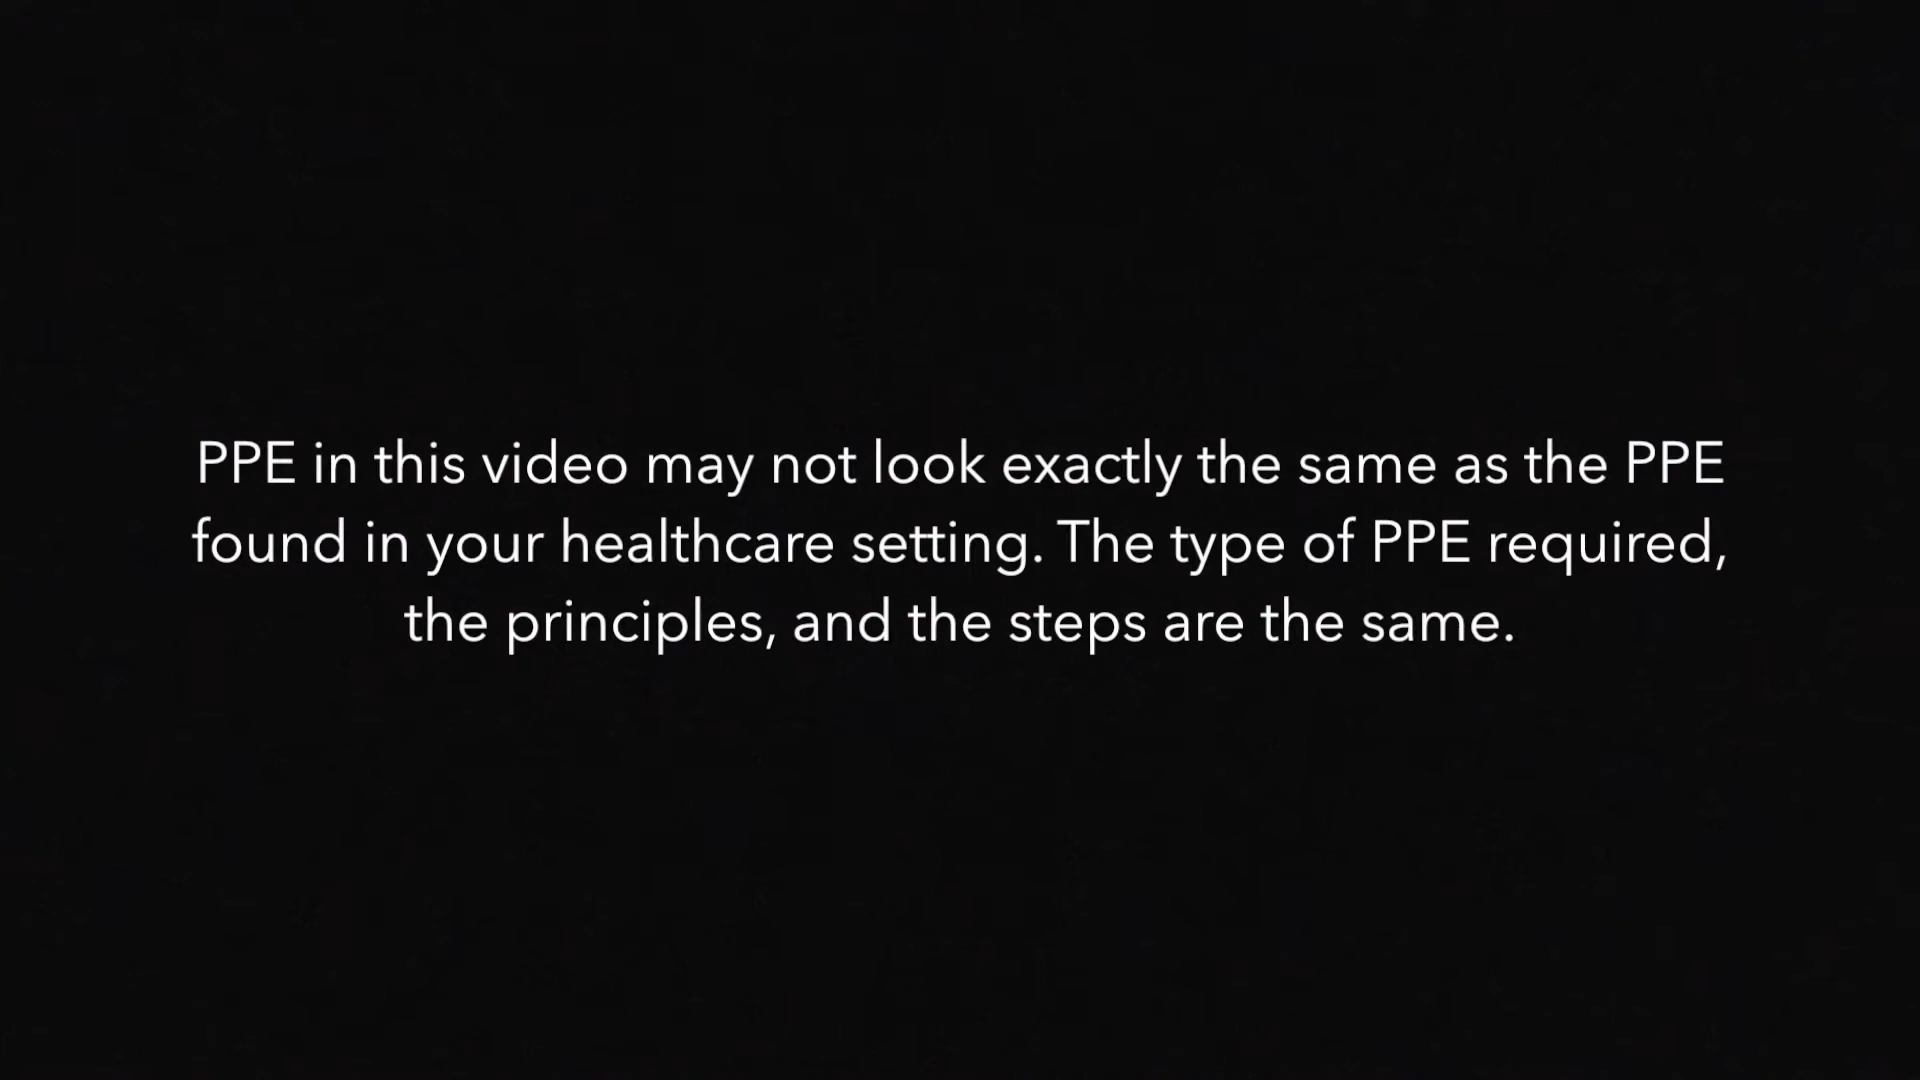 PPE in this video may not look exactly the same as the PPE
found in your healthcare setting. The type of PPE required,
the principles, and the steps are the same.